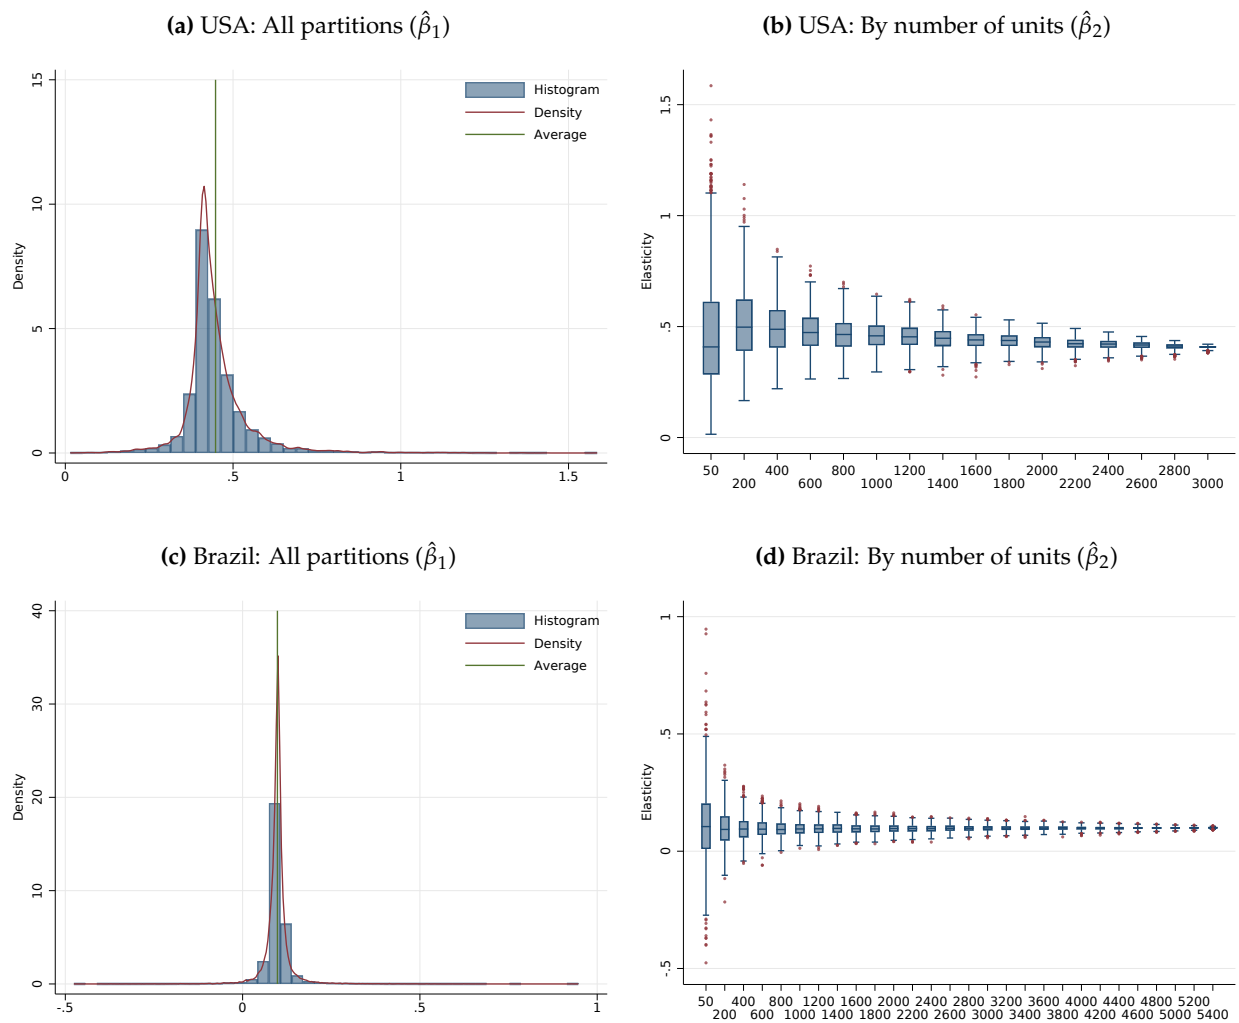 (a) USA: All partitions (β̂₁)
15
10
5
0
Density
0 .5 1 1.5
Histogram
Density
Average
(b) USA: By number of units (β̂₂)
1.5
1
.5
0
Elasticity
50 400 800 1200 1600 2000 2400 2800
200 600 1000 1400 1800 2200 2600 3000
(c) Brazil: All partitions (β̂₁)
40
30
20
10
0
Density
-.5 0 .5 1
Histogram
Density
Average
(d) Brazil: By number of units (β̂₂)
1
.5
0
-.5
Elasticity
50 400 800 1200 1600 2000 2400 2800 3200 3600 4000 4400 4800 5200
200 600 1000 1400 1800 2200 2600 3000 3400 3800 4200 4600 5000 5400